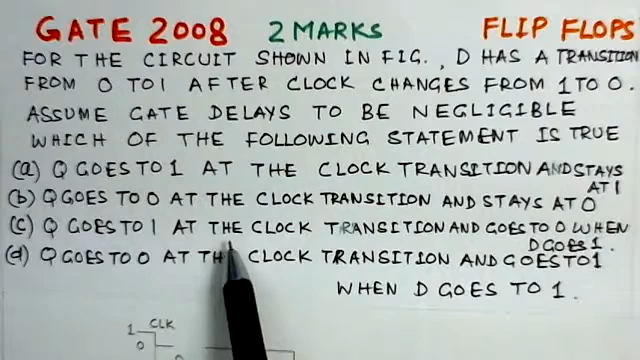 GATE 2008 2 MARKS FLIP FLOPS
FOR THE CIRCUIT SHOWN IN FIG., D HAS A TRANSITION
FROM 0 TO 1 AFTER CLOCK CHANGES FROM 1 TO 0.
ASSUME GATE DELAYS TO BE NEGLIGIBLE
WHICH OF THE FOLLOWING STATEMENT IS TRUE
(a) Q GOES TO 1 AT THE CLOCK TRANSITION AND STAYS
AT 1
(b) Q GOES TO 0 AT THE CLOCK TRANSITION AND STAYS AT 0
(c) Q GOES TO 1 AT THE CLOCK TRANSITION AND GOES TO 0 WHEN
D GOES 1.
(d) Q GOES TO 0 AT THE CLOCK TRANSITION AND GOES TO 1
WHEN D GOES TO 1.
1 CLK
0
0